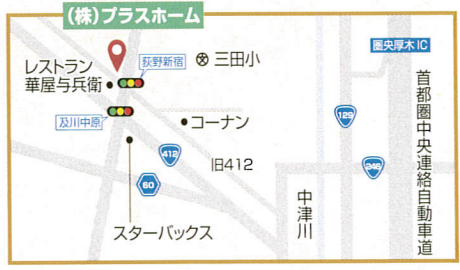 (株)プラスホーム
圏央厚木IC
荻野新宿
三田小
レストラン
華屋与兵衛
及川中原
コーナン
129
412
旧412
246
60
スターバックス
中津川
首都圏中央連絡自動車道